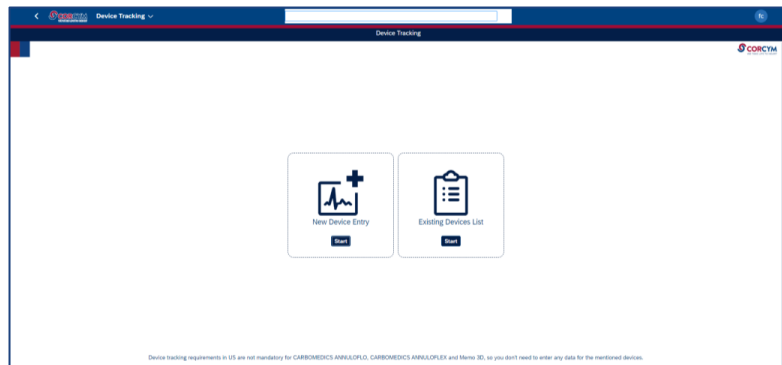 CORCYM
Device Tracking
fc
Device Tracking
CORCYM
New Device Entry
Existing Devices List
Start
Start
Device tracking requirements in US are not mandatory for CARBOMEDICS ANNULOFLO, CARBOMEDICS ANNULOFLEX and Memo 3D, so you don't need to enter any data for the mentioned devices.